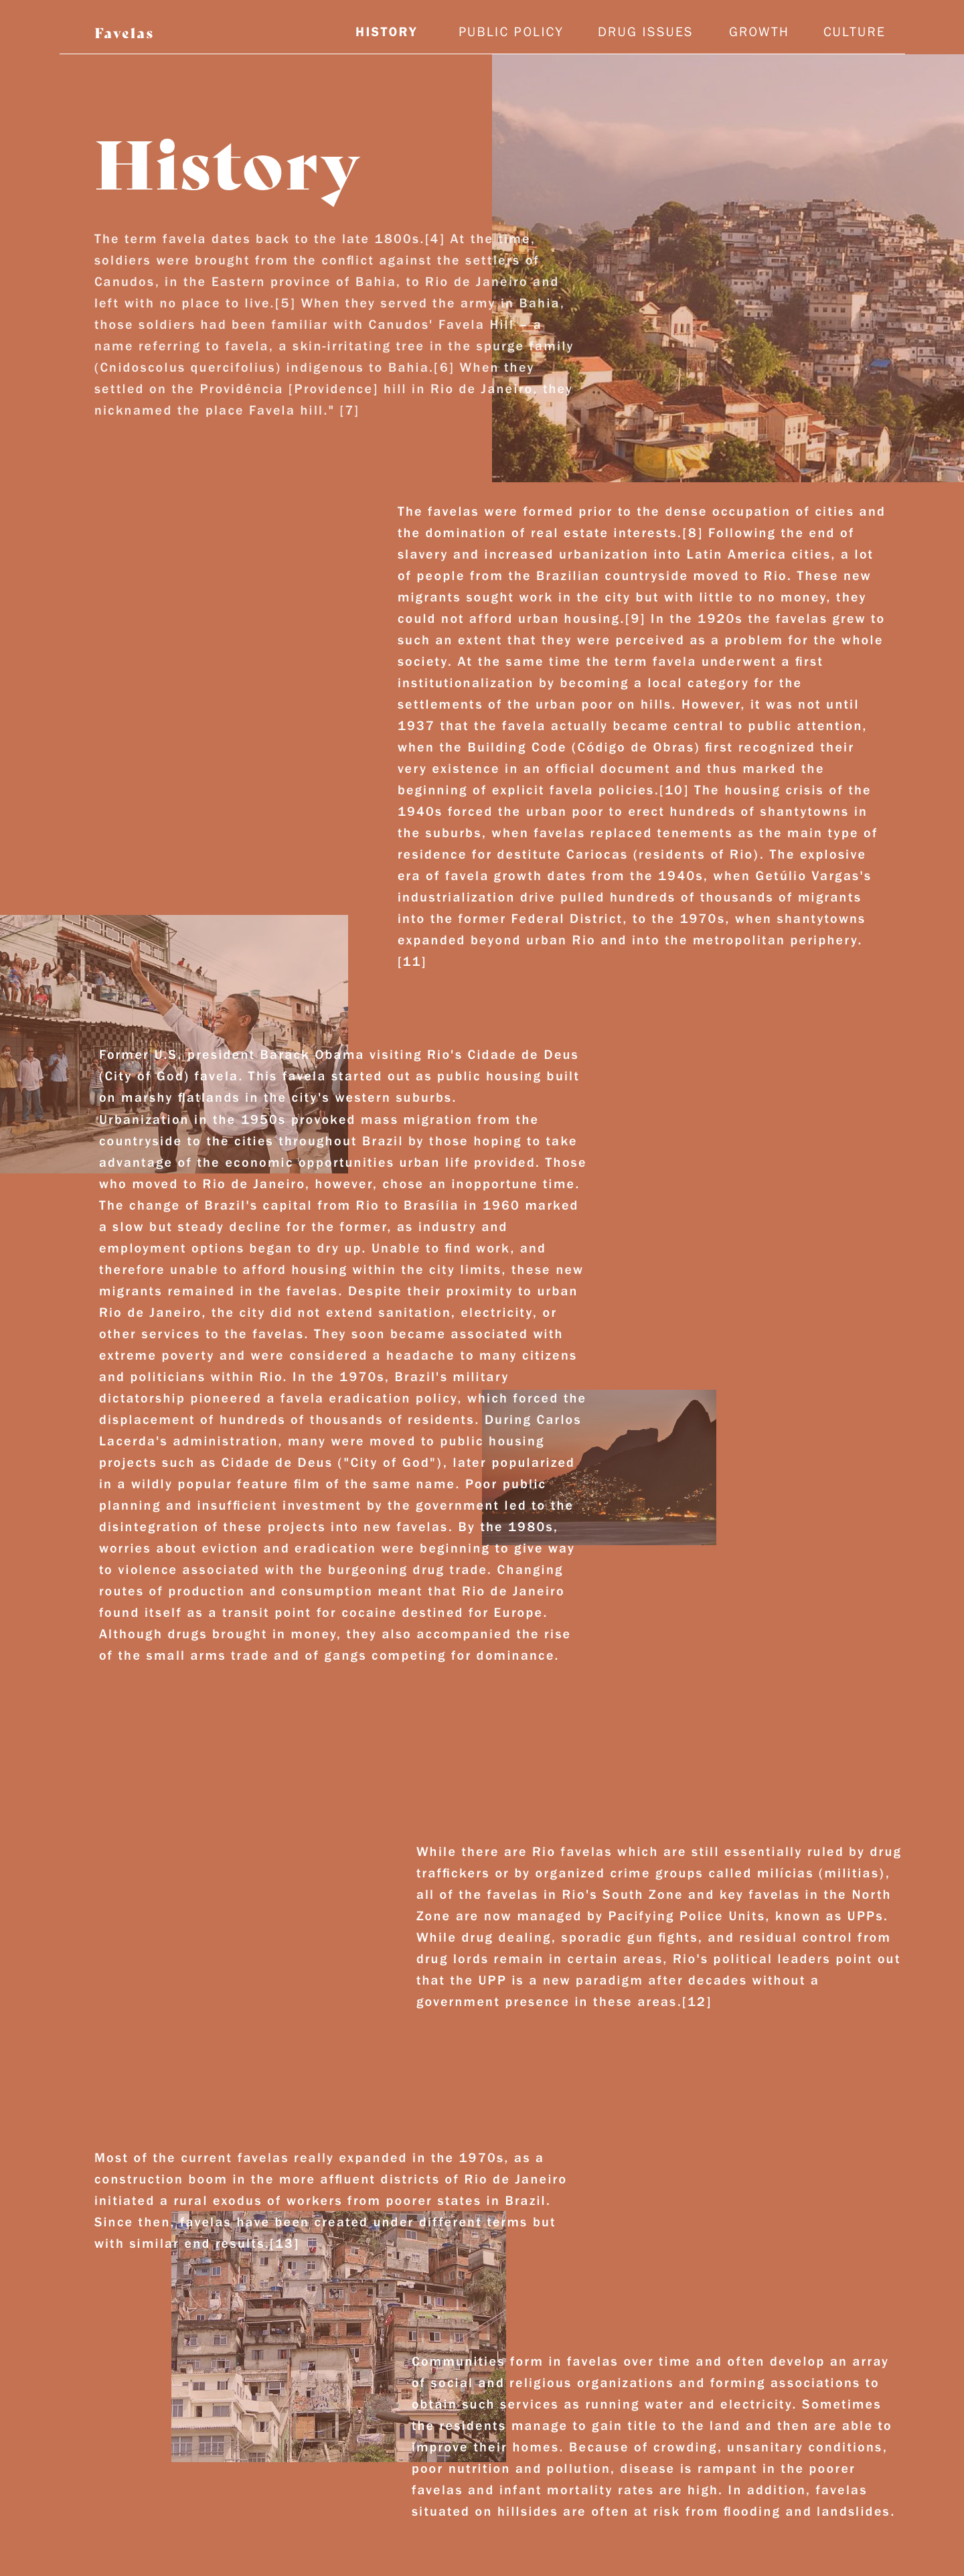 Favelas
HISTORY PUBLIC POLICY DRUG ISSUES GROWTH CULTURE
History
The term favela dates back to the late 1800s.[4] At the time,
soldiers were brought from the conflict against the settlers of
Canudos, in the Eastern province of Bahia, to Rio de Janeiro and
left with no place to live.[5] When they served the army in Bahia,
those soldiers had been familiar with Canudos' Favela Hill – a
name referring to favela, a skin-irritating tree in the spurge family
(Cnidoscolus quercifolius) indigenous to Bahia.[6] When they
settled on the Providência [Providence] hill in Rio de Janeiro, they
nicknamed the place Favela hill." [7]
The favelas were formed prior to the dense occupation of cities and
the domination of real estate interests.[8] Following the end of
slavery and increased urbanization into Latin America cities, a lot
of people from the Brazilian countryside moved to Rio. These new
migrants sought work in the city but with little to no money, they
could not afford urban housing.[9] In the 1920s the favelas grew to
such an extent that they were perceived as a problem for the whole
society. At the same time the term favela underwent a first
institutionalization by becoming a local category for the
settlements of the urban poor on hills. However, it was not until
1937 that the favela actually became central to public attention,
when the Building Code (Código de Obras) first recognized their
very existence in an official document and thus marked the
beginning of explicit favela policies.[10] The housing crisis of the
1940s forced the urban poor to erect hundreds of shantytowns in
the suburbs, when favelas replaced tenements as the main type of
residence for destitute Cariocas (residents of Rio). The explosive
era of favela growth dates from the 1940s, when Getúlio Vargas's
industrialization drive pulled hundreds of thousands of migrants
into the former Federal District, to the 1970s, when shantytowns
expanded beyond urban Rio and into the metropolitan periphery.
[11]
Former U.S. president Barack Obama visiting Rio's Cidade de Deus
(City of God) favela. This favela started out as public housing built
on marshy flatlands in the city's western suburbs.
Urbanization in the 1950s provoked mass migration from the
countryside to the cities throughout Brazil by those hoping to take
advantage of the economic opportunities urban life provided. Those
who moved to Rio de Janeiro, however, chose an inopportune time.
The change of Brazil's capital from Rio to Brasília in 1960 marked
a slow but steady decline for the former, as industry and
employment options began to dry up. Unable to find work, and
therefore unable to afford housing within the city limits, these new
migrants remained in the favelas. Despite their proximity to urban
Rio de Janeiro, the city did not extend sanitation, electricity, or
other services to the favelas. They soon became associated with
extreme poverty and were considered a headache to many citizens
and politicians within Rio. In the 1970s, Brazil's military
dictatorship pioneered a favela eradication policy, which forced the
displacement of hundreds of thousands of residents. During Carlos
Lacerda's administration, many were moved to public housing
projects such as Cidade de Deus ("City of God"), later popularized
in a wildly popular feature film of the same name. Poor public
planning and insufficient investment by the government led to the
disintegration of these projects into new favelas. By the 1980s,
worries about eviction and eradication were beginning to give way
to violence associated with the burgeoning drug trade. Changing
routes of production and consumption meant that Rio de Janeiro
found itself as a transit point for cocaine destined for Europe.
Although drugs brought in money, they also accompanied the rise
of the small arms trade and of gangs competing for dominance.
While there are Rio favelas which are still essentially ruled by drug
traffickers or by organized crime groups called milícias (militias),
all of the favelas in Rio's South Zone and key favelas in the North
Zone are now managed by Pacifying Police Units, known as UPPs.
While drug dealing, sporadic gun fights, and residual control from
drug lords remain in certain areas, Rio's political leaders point out
that the UPP is a new paradigm after decades without a
government presence in these areas.[12]
Most of the current favelas really expanded in the 1970s, as a
construction boom in the more affluent districts of Rio de Janeiro
initiated a rural exodus of workers from poorer states in Brazil.
Since then, favelas have been created under different terms but
with similar end results.[13]
Communities form in favelas over time and often develop an array
of social and religious organizations and forming associations to
obtain such services as running water and electricity. Sometimes
the residents manage to gain title to the land and then are able to
improve their homes. Because of crowding, unsanitary conditions,
poor nutrition and pollution, disease is rampant in the poorer
favelas and infant mortality rates are high. In addition, favelas
situated on hillsides are often at risk from flooding and landslides.